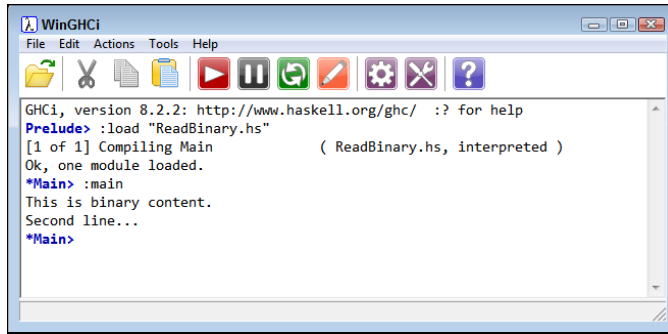 WinGHCi
File Edit Actions Tools Help
GHCi, version 8.2.2: http://www.haskell.org/ghc/  :? for help
Prelude> :load "ReadBinary.hs"
[1 of 1] Compiling Main             ( ReadBinary.hs, interpreted )
Ok, one module loaded.
*Main> :main
This is binary content.
Second line...
*Main>